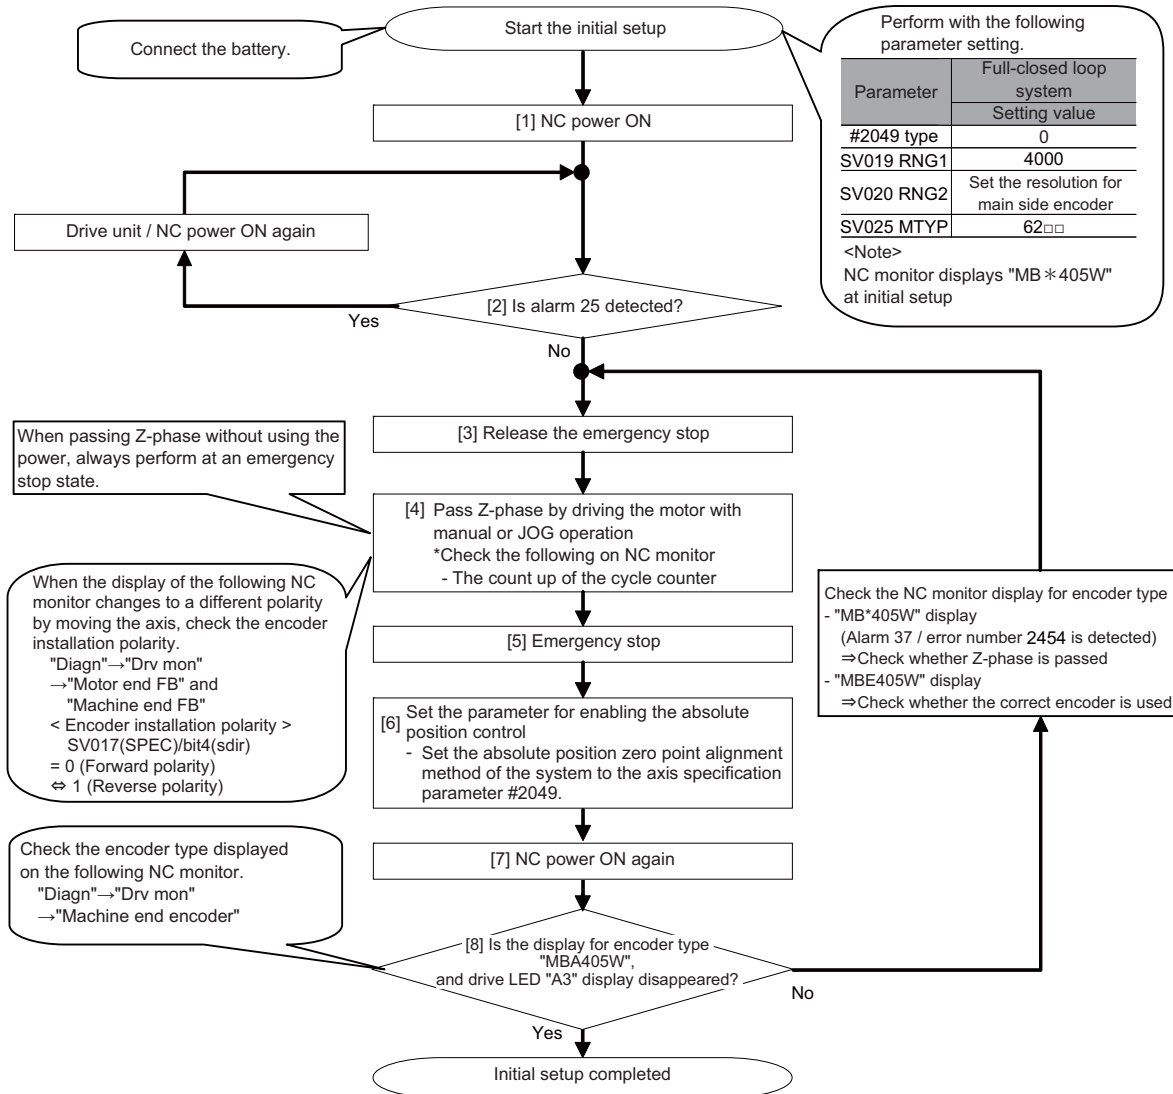 Connect the battery.
Start the initial setup
Perform with the following
parameter setting.
Parameter
Full-closed loop
system
Setting value
#2049 type
0
SV019 RNG1
4000
SV020 RNG2
Set the resolution for
main side encoder
SV025 MTYP
62□□
<Note>
NC monitor displays "MB＊405W"
at initial setup
[1] NC power ON
Drive unit / NC power ON again
[2] Is alarm 25 detected?
Yes
No
[3] Release the emergency stop
When passing Z-phase without using the
power, always perform at an emergency
stop state.
[4] Pass Z-phase by driving the motor with
manual or JOG operation
*Check the following on NC monitor
- The count up of the cycle counter
When the display of the following NC
monitor changes to a different polarity
by moving the axis, check the encoder
installation polarity.
"Diagn"→"Drv mon"
→"Motor end FB" and
"Machine end FB"
< Encoder installation polarity >
SV017(SPEC)/bit4(sdir)
= 0 (Forward polarity)
⇔ 1 (Reverse polarity)
[5] Emergency stop
[6] Set the parameter for enabling the absolute
position control
- Set the absolute position zero point alignment
method of the system to the axis specification
parameter #2049.
Check the NC monitor display for encoder type
- "MB*405W" display
(Alarm 37 / error number 2454 is detected)
⇒Check whether Z-phase is passed
- "MBE405W" display
⇒Check whether the correct encoder is used
[7] NC power ON again
Check the encoder type displayed
on the following NC monitor.
"Diagn"→"Drv mon"
→"Machine end encoder"
[8] Is the display for encoder type
"MBA405W",
and drive LED "A3" display disappeared?
No
Yes
Initial setup completed